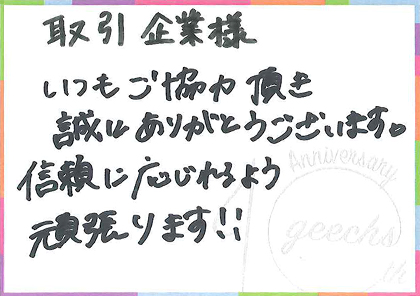 取引企業様
いつもご協力頂き
誠にありがとうございます。
信頼に応じれるよう
頑張ります!!
Anniversary
geechs
th